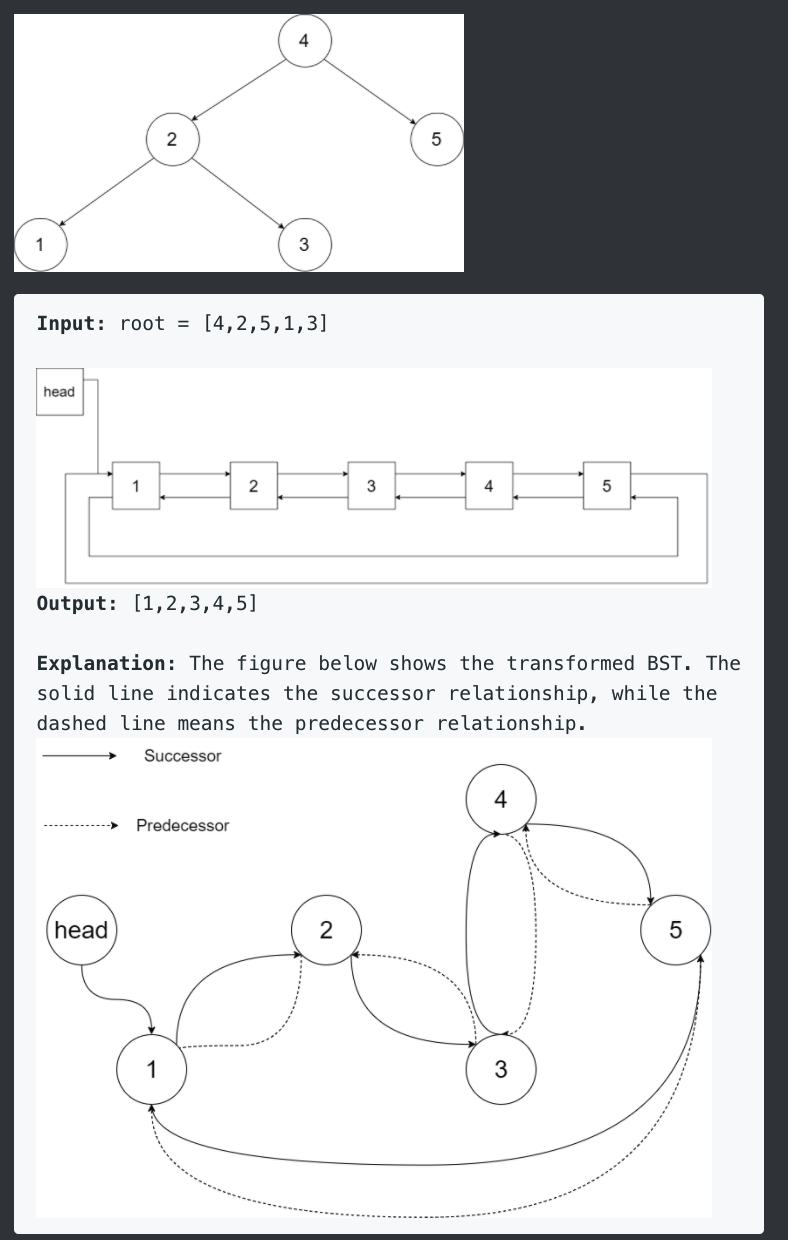 4
2
5
1
3
Input: root = [4,2,5,1,3]
head
1
2
3
4
5
Output: [1,2,3,4,5]
Explanation: The figure below shows the transformed BST. The
solid line indicates the successor relationship, while the
dashed line means the predecessor relationship.
Successor
4
Predecessor
head
2
5
1
3